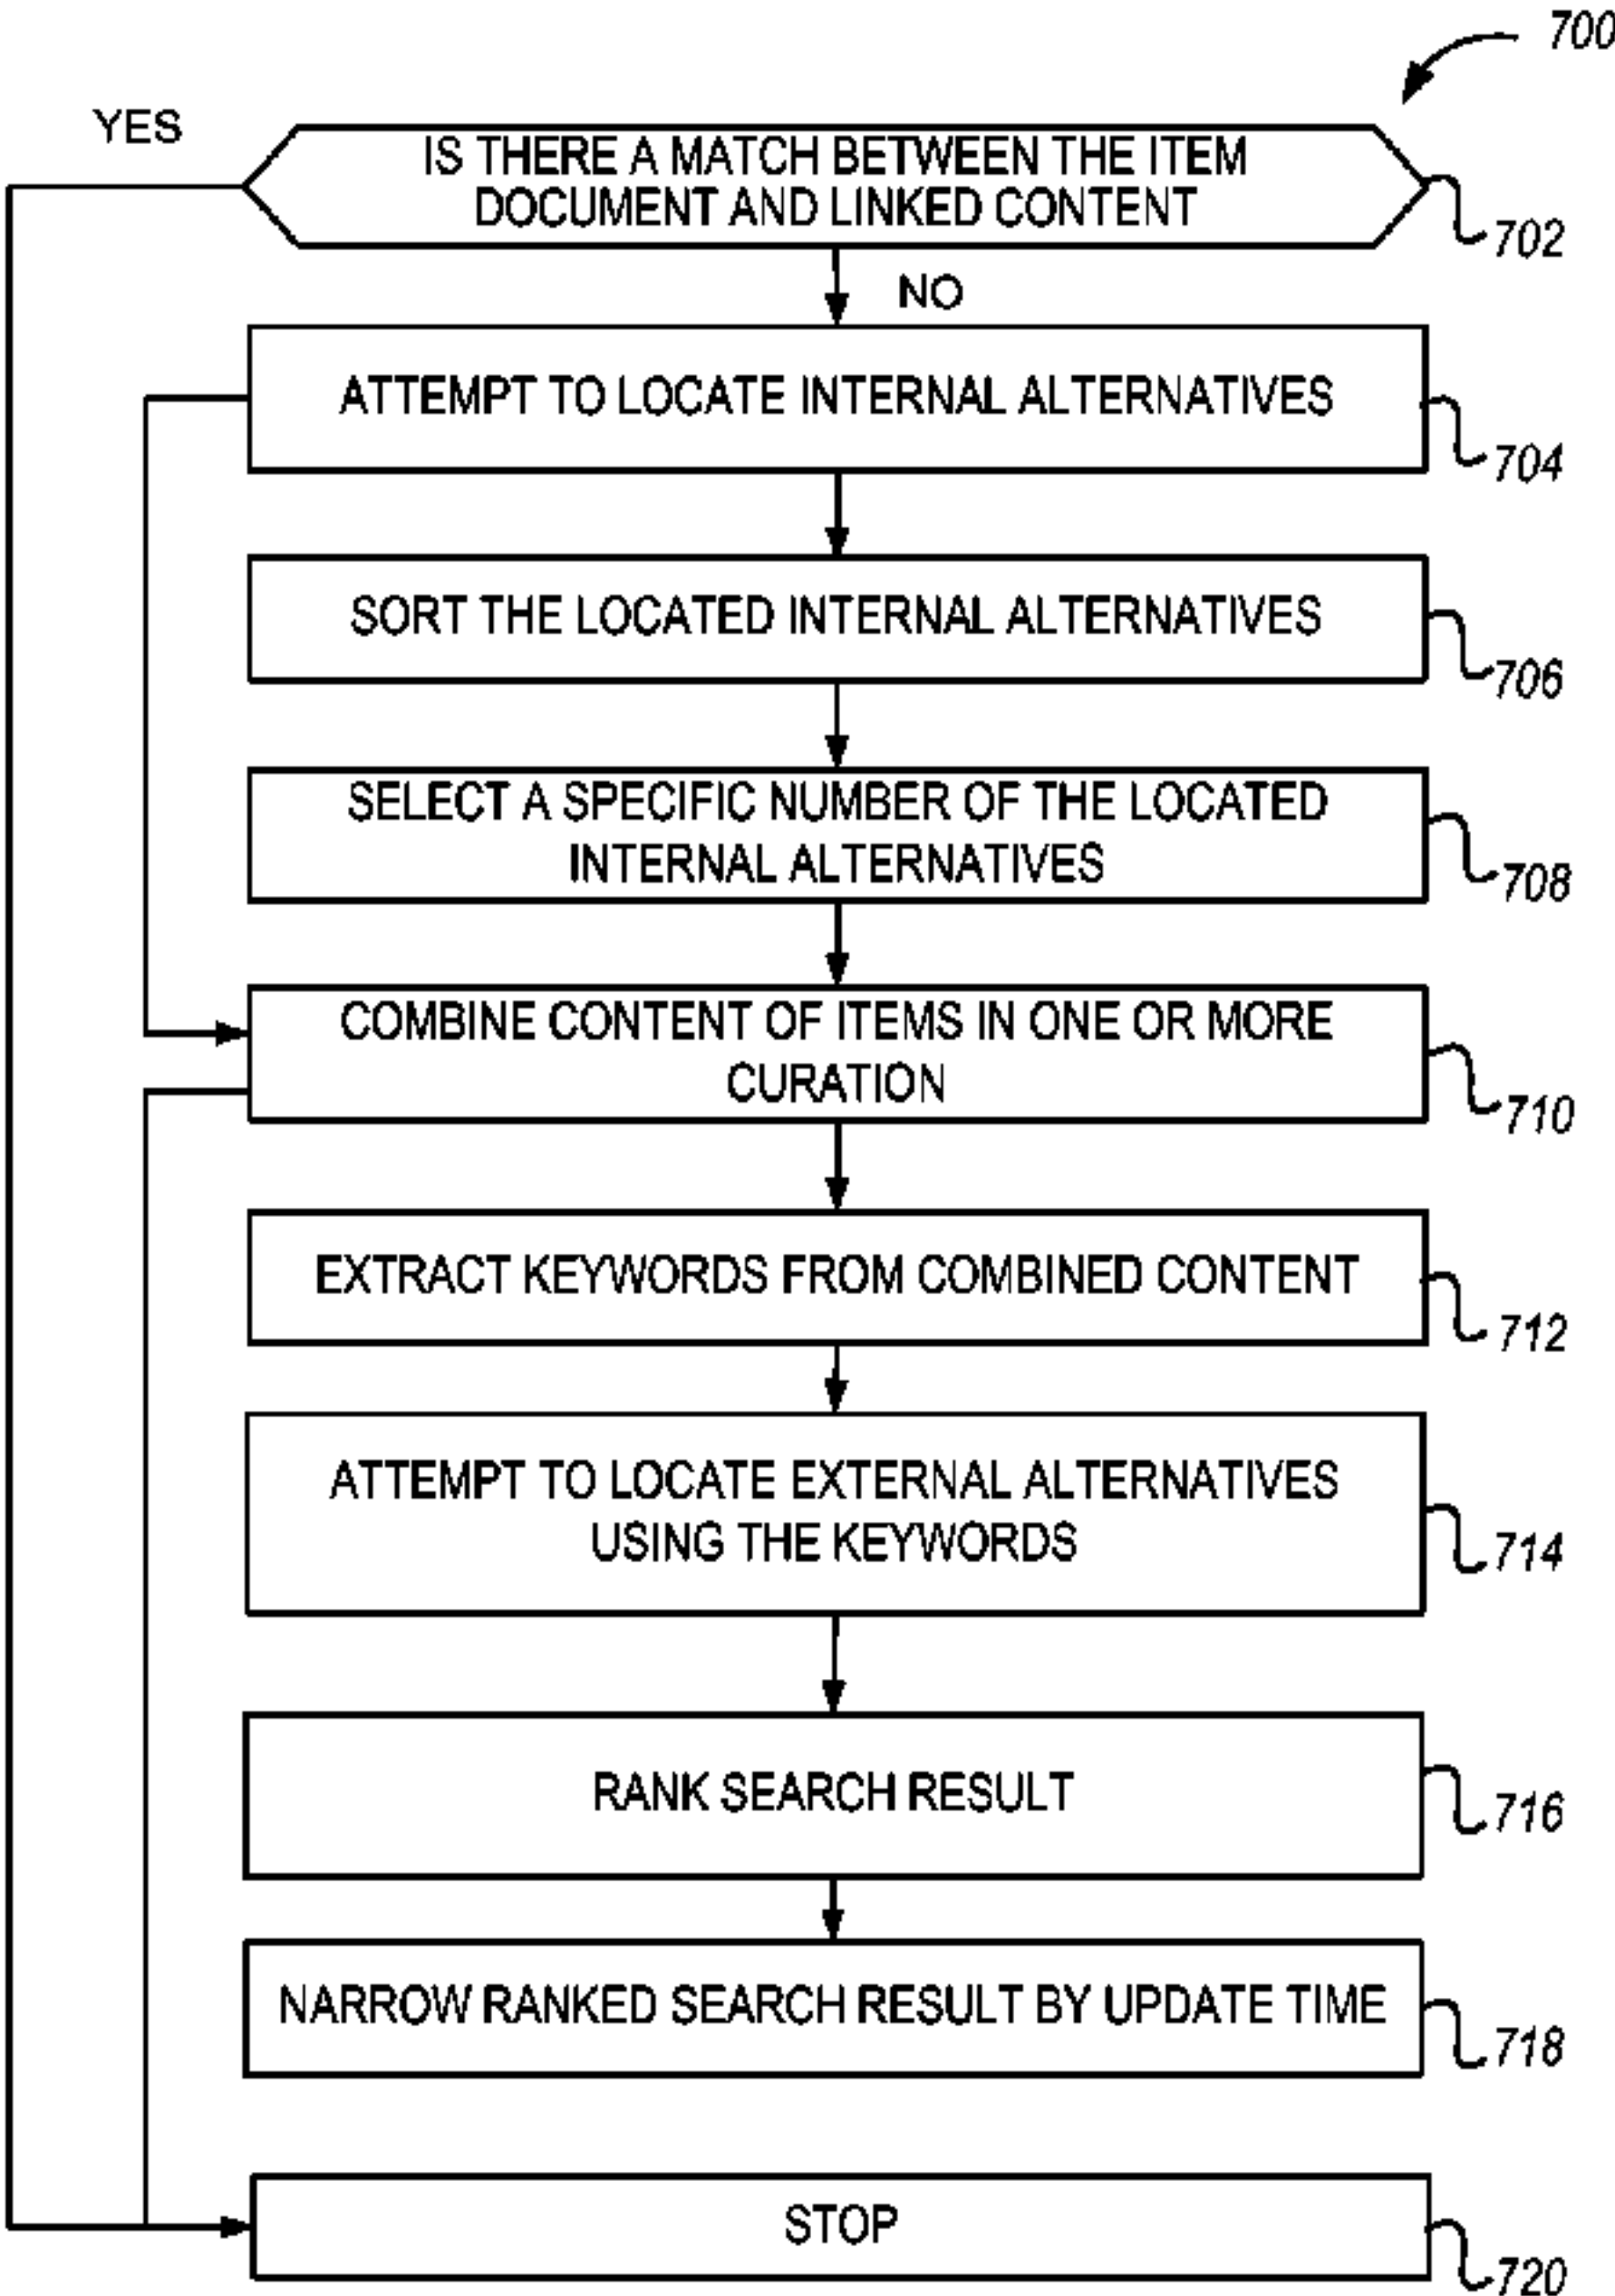 700
YES
IS THERE A MATCH BETWEEN THE ITEM
DOCUMENT AND LINKED CONTENT
702
NO
ATTEMPT TO LOCATE INTERNAL ALTERNATIVES
704
SORT THE LOCATED INTERNAL ALTERNATIVES
706
SELECT A SPECIFIC NUMBER OF THE LOCATED
INTERNAL ALTERNATIVES
708
COMBINE CONTENT OF ITEMS IN ONE OR MORE
CURATION
710
EXTRACT KEYWORDS FROM COMBINED CONTENT
712
ATTEMPT TO LOCATE EXTERNAL ALTERNATIVES
USING THE KEYWORDS
714
RANK SEARCH RESULT
716
NARROW RANKED SEARCH RESULT BY UPDATE TIME
718
STOP
720